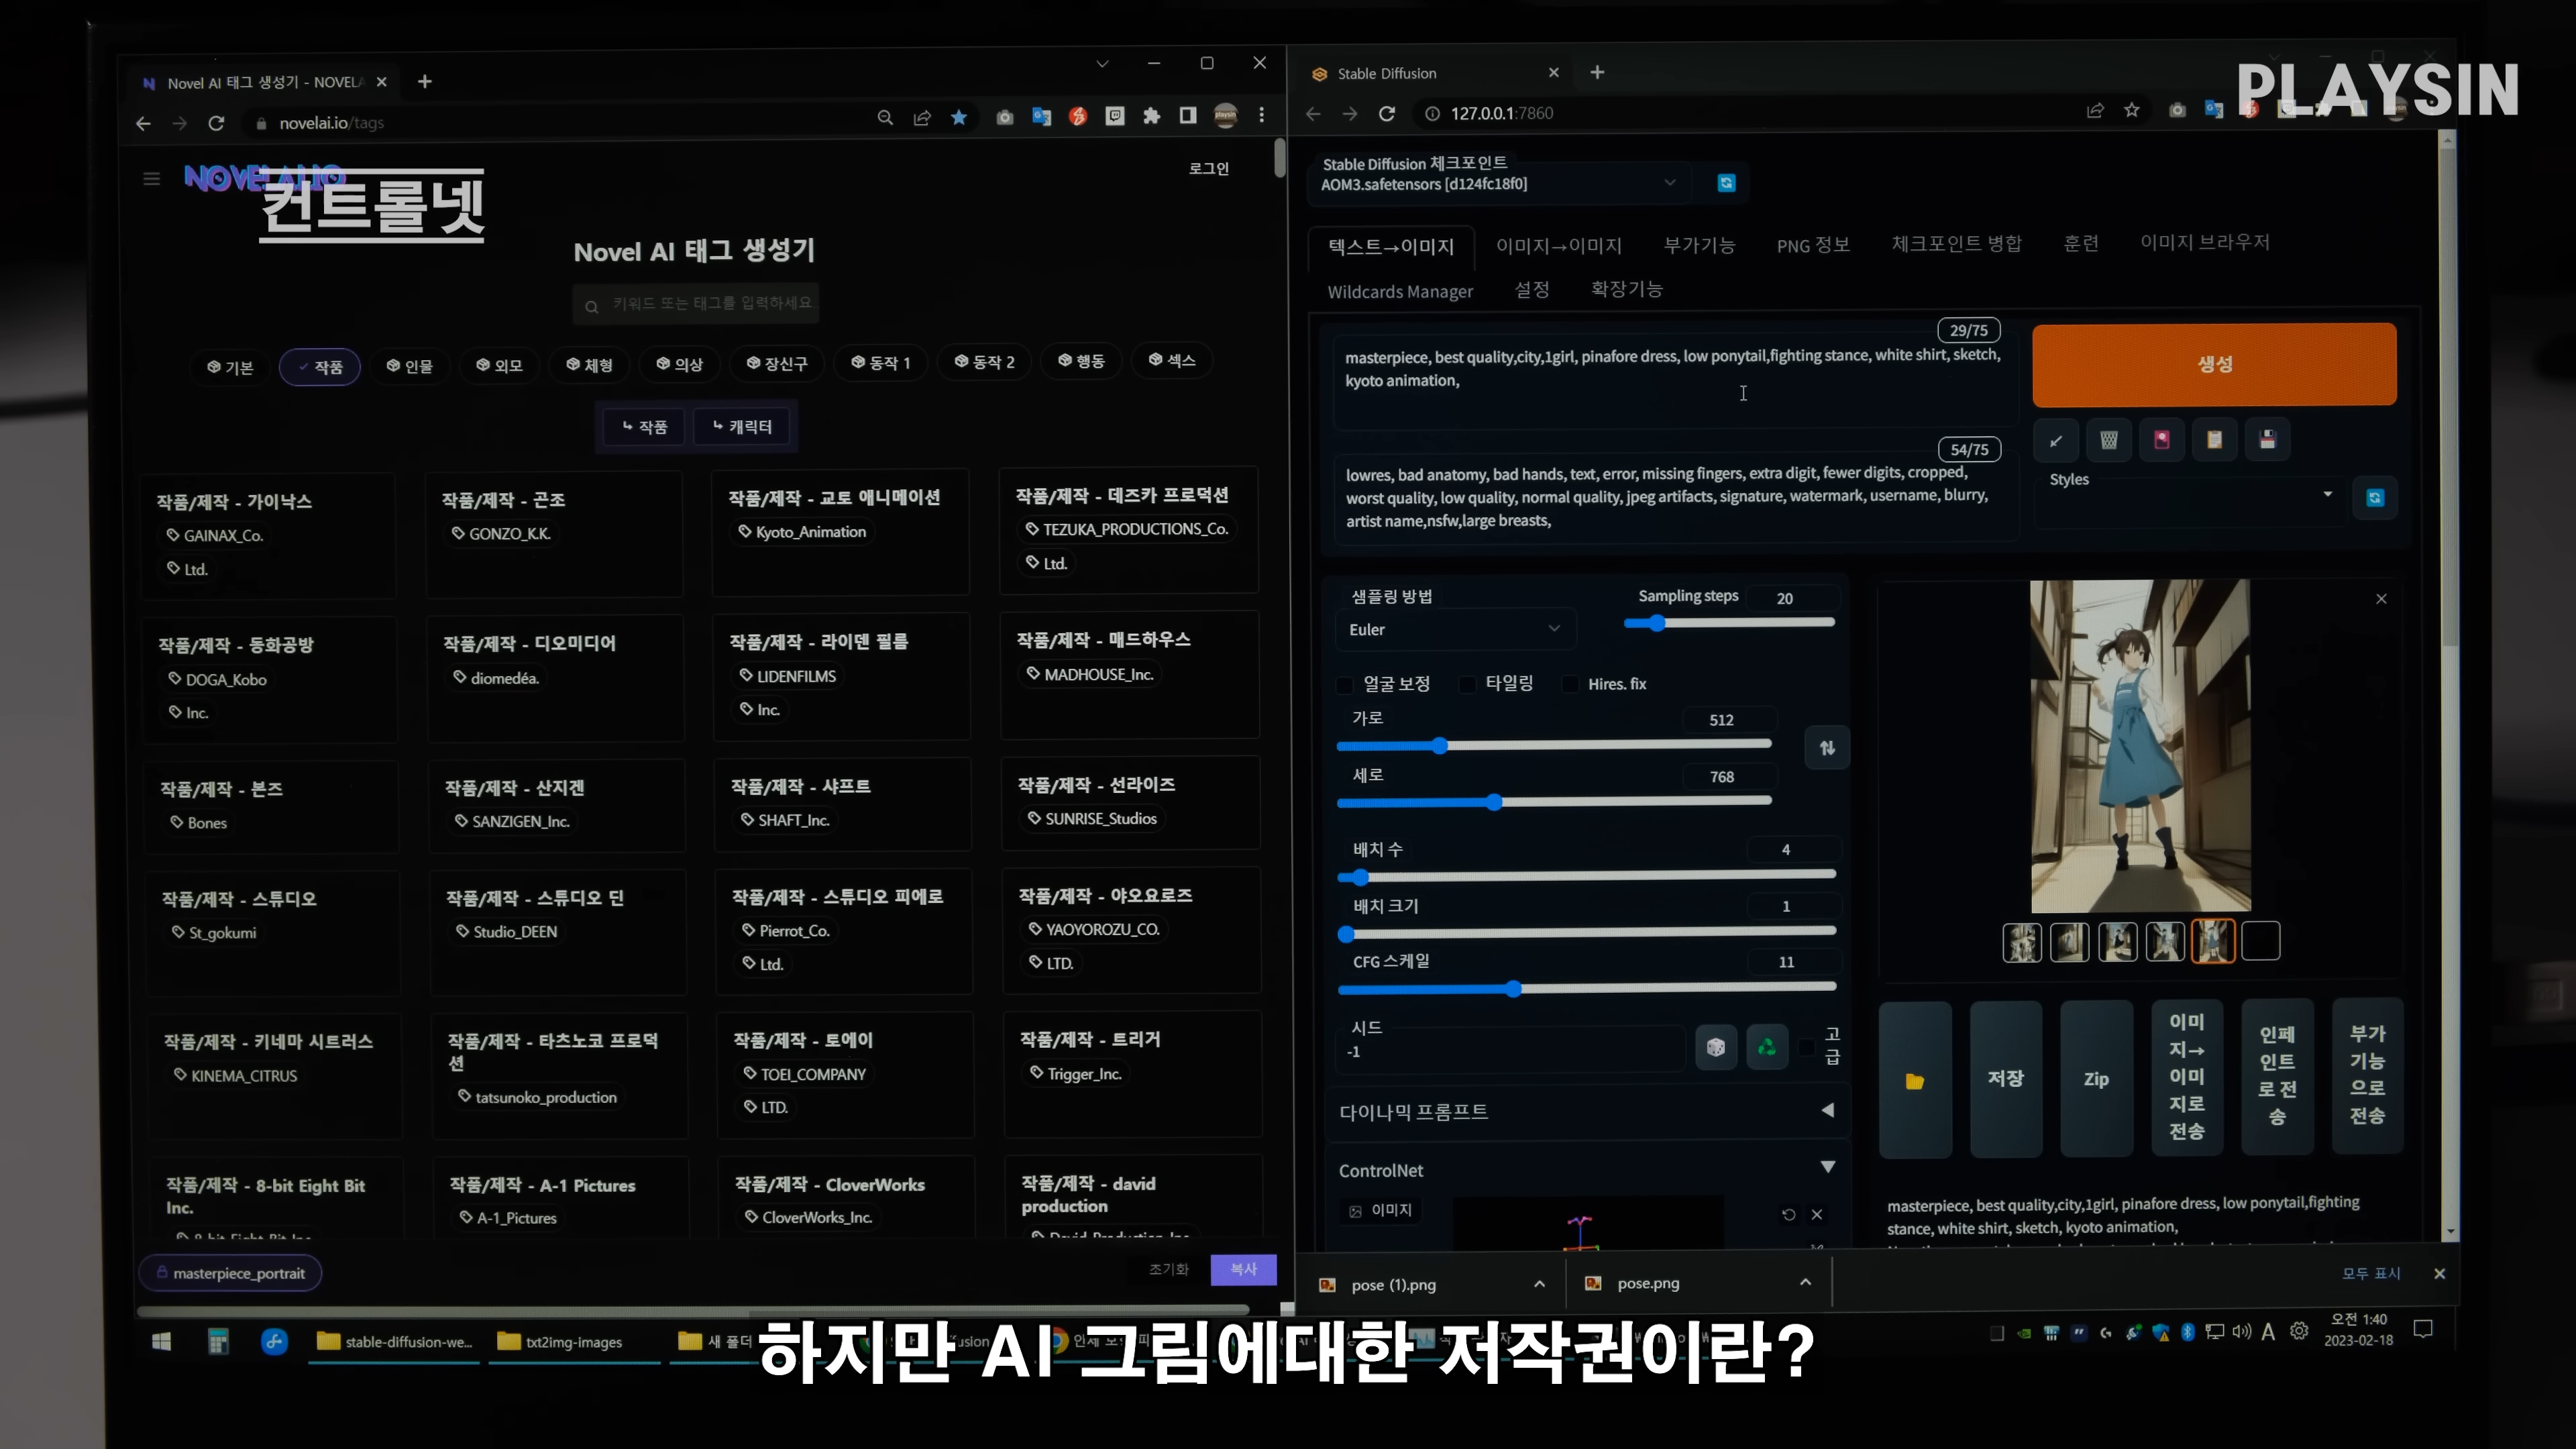 PLAYSIN
컨트롤넷
Novel AI 태그 생성기 - NOVELA
novelai.io/tags
로그인
Novel AI 태그 생성기
키워드 또는 태그를 입력하세요
기본
작품
인물
외모
체형
의상
장신구
동작 1
동작 2
행동
섹스
작품
캐릭터
작품/제작 - 가이낙스
GAINAX_Co.
Ltd.
작품/제작 - 곤조
GONZO_K.K.
작품/제작 - 교토 애니메이션
Kyoto_Animation
작품/제작 - 데즈카 프로덕션
TEZUKA_PRODUCTIONS_Co.
Ltd.
작품/제작 - 동화공방
DOGA_Kobo
Inc.
작품/제작 - 디오미디어
diomedéa.
작품/제작 - 라이덴 필름
LIDENFILMS
Inc.
작품/제작 - 매드하우스
MADHOUSE_Inc.
작품/제작 - 본즈
Bones
작품/제작 - 산지겐
SANZIGEN_Inc.
작품/제작 - 샤프트
SHAFT_Inc.
작품/제작 - 선라이즈
SUNRISE_Studios
작품/제작 - 스튜디오
St_gokumi
작품/제작 - 스튜디오 딘
Studio_DEEN
작품/제작 - 스튜디오 피에로
Pierrot_Co.
Ltd.
작품/제작 - 야오요로즈
YAOYOROZU_CO.
LTD.
작품/제작 - 키네마 시트러스
KINEMA_CITRUS
작품/제작 - 타츠노코 프로덕
션
tatsunoko_production
작품/제작 - 토에이
TOEI_COMPANY
LTD.
작품/제작 - 트리거
Trigger_Inc.
작품/제작 - 8-bit Eight Bit
Inc.
작품/제작 - A-1 Pictures
A-1_Pictures
작품/제작 - CloverWorks
CloverWorks_Inc.
작품/제작 - david
production
masterpiece_portrait
초기화
복사
Stable Diffusion
127.0.0.1:7860
Stable Diffusion 체크포인트
AOM3.safetensors [d124fc18f0]
텍스트→이미지
이미지→이미지
부가기능
PNG 정보
체크포인트 병합
훈련
이미지 브라우저
Wildcards Manager
설정
확장기능
29/75
masterpiece, best quality,city,1girl, pinafore dress, low ponytail,fighting stance, white shirt, sketch,
kyoto animation,
생성
54/75
lowres, bad anatomy, bad hands, text, error, missing fingers, extra digit, fewer digits, cropped,
worst quality, low quality, normal quality, jpeg artifacts, signature, watermark, username, blurry,
artist name,nsfw,large breasts,
Styles
샘플링 방법
Euler
Sampling steps
20
얼굴 보정
타일링
Hires. fix
가로
512
세로
768
배치 수
4
배치 크기
1
CFG 스케일
11
시드
-1
고
급
다이나믹 프롬프트
ControlNet
이미지
저장
Zip
이미
지→
이미
지로
전송
인페
인트
로 전
송
부가
기능
으로
전송
masterpiece, best quality,city,1girl, pinafore dress, low ponytail,fighting
stance, white shirt, sketch, kyoto animation,
pose (1).png
pose.png
모두 표시
stable-diffusion-we...
txt2img-images
새 폴더
오전 1:40
2023-02-18
하지만 AI 그림에대한 저작권이란?